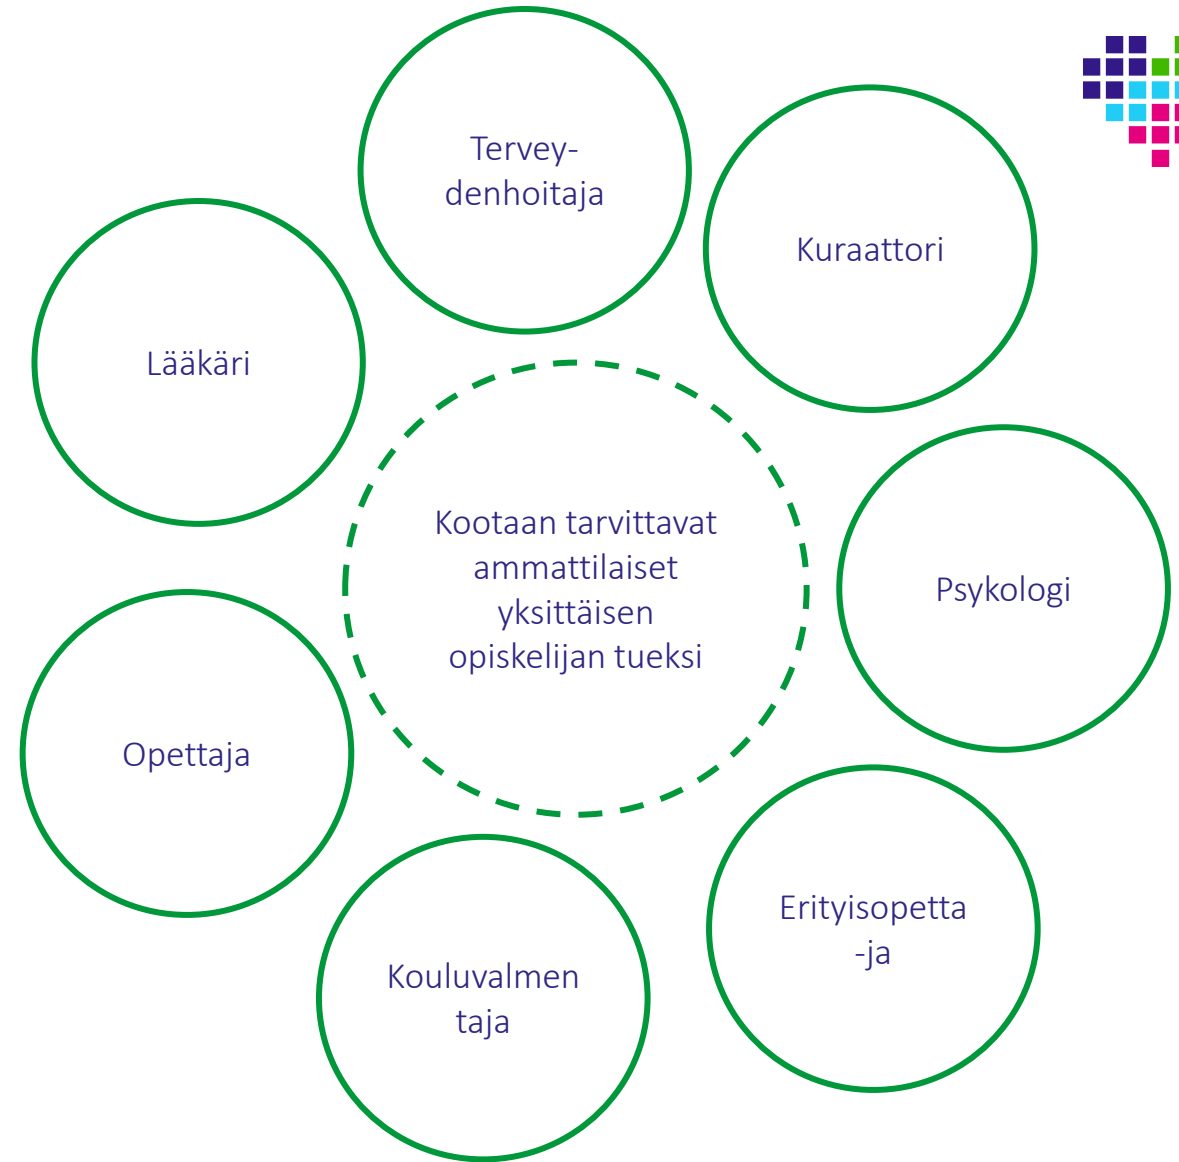 Tervey-
denhoitaja
Kuraattori
Lääkäri
Kootaan tarvittavat
ammattilaiset
yksittäisen
opiskelijan tueksi
Psykologi
Opettaja
Erityisopetta
-ja
Kouluvalmen
taja